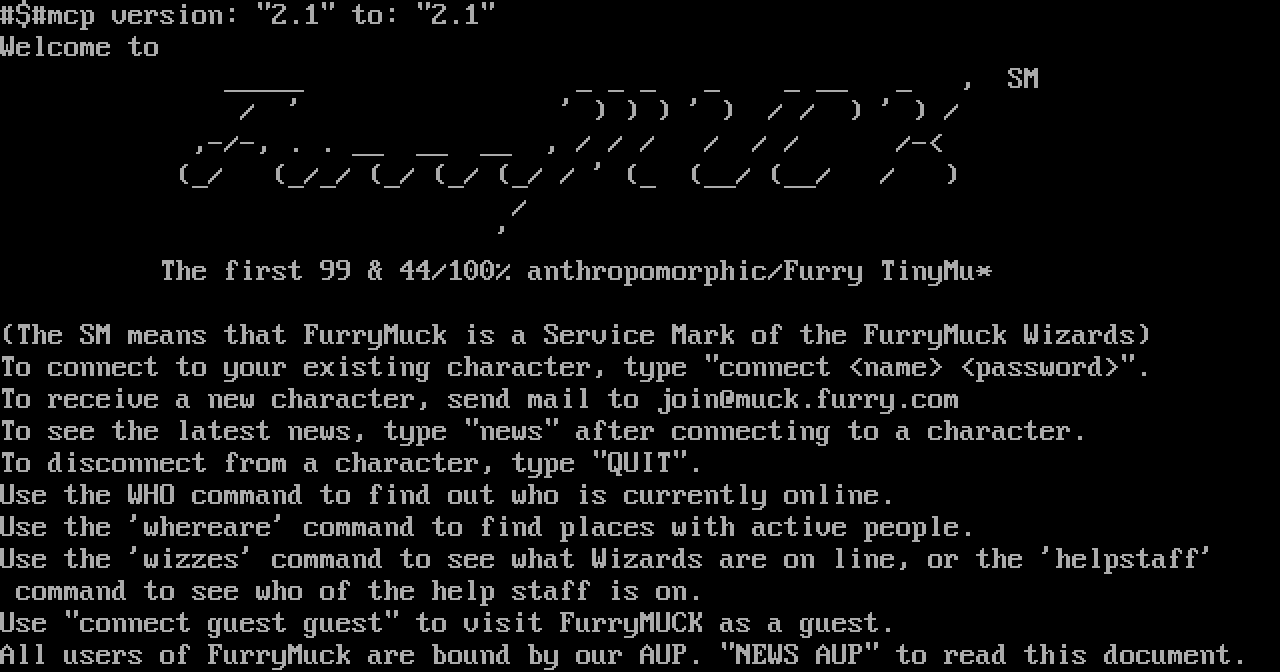 #$#mcp version: "2.1" to: "2.1"
Welcome to
FurryMUCK SM
The first 99 & 44/100% anthropomorphic/Furry TinyMu*
(The SM means that FurryMuck is a Service Mark of the FurryMuck Wizards)
To connect to your existing character, type "connect <name> <password>".
To receive a new character, send mail to join@muck.furry.com
To see the latest news, type "news" after connecting to a character.
To disconnect from a character, type "QUIT".
Use the WHO command to find out who is currently online.
Use the 'whereare' command to find places with active people.
Use the 'wizzes' command to see what Wizards are on line, or the 'helpstaff'
command to see who of the help staff is on.
Use "connect guest guest" to visit FurryMUCK as a guest.
All users of FurryMuck are bound by our AUP. "NEWS AUP" to read this document.